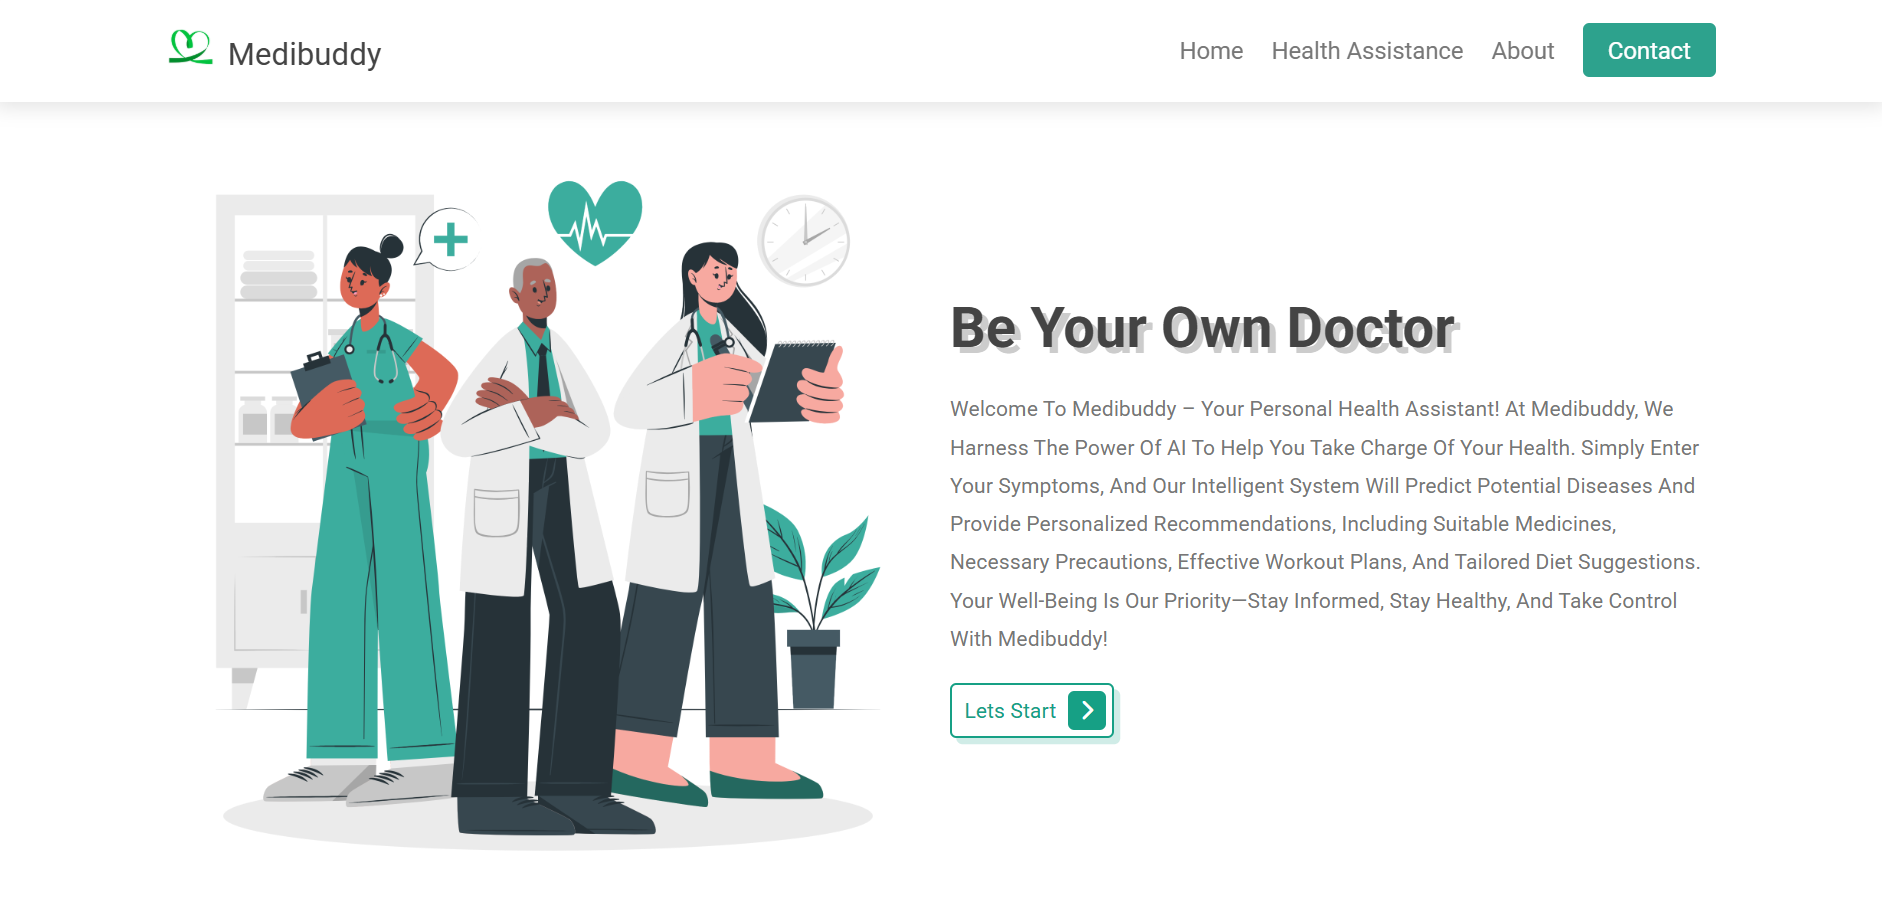 Medibuddy
Home
Health Assistance
About
Contact
Be Your Own Doctor
Welcome To Medibuddy – Your Personal Health Assistant! At Medibuddy, We
Harness The Power Of AI To Help You Take Charge Of Your Health. Simply Enter
Your Symptoms, And Our Intelligent System Will Predict Potential Diseases And
Provide Personalized Recommendations, Including Suitable Medicines,
Necessary Precautions, Effective Workout Plans, And Tailored Diet Suggestions.
Your Well-Being Is Our Priority—Stay Informed, Stay Healthy, And Take Control
With Medibuddy!
Lets Start